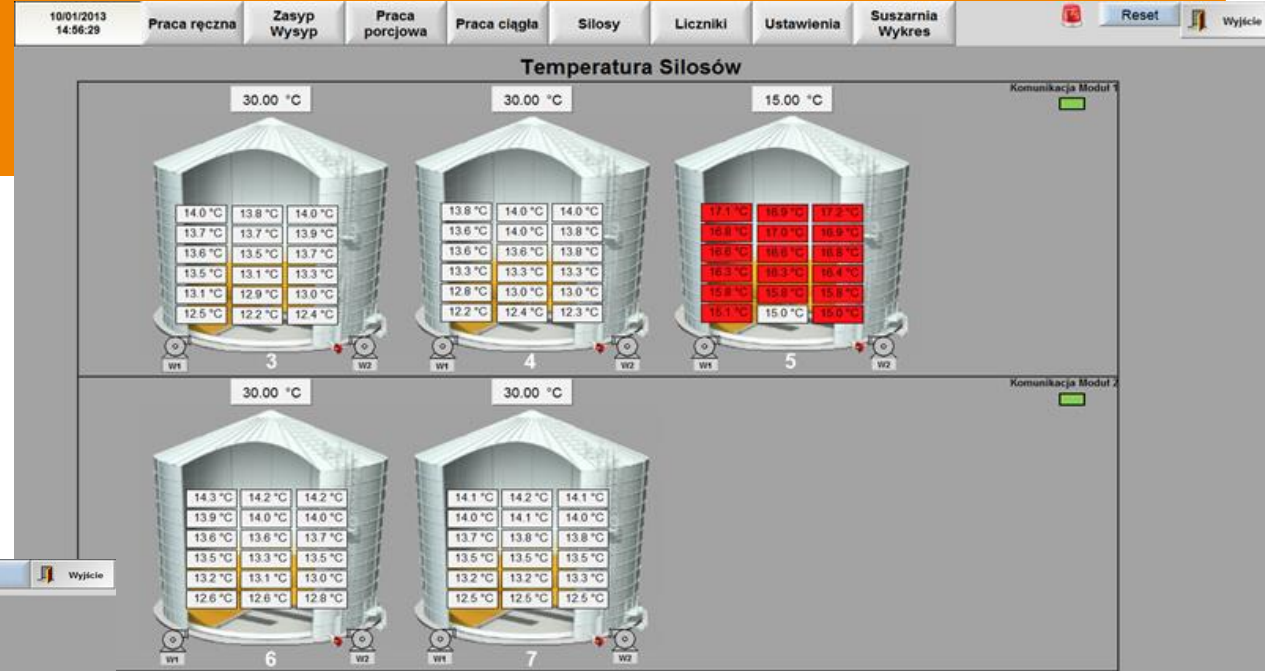 10/01/2013
14:56:29
Praca ręczna
Zasyp
Wysyp
Praca
porcjowa
Praca ciągła
Silosy
Liczniki
Ustawienia
Suszarnia
Wykres
Reset
Wyjście
Temperatura Silosów
30.00 °C 30.00 °C 15.00 °C
Komunikacja Moduł 1
14.0 °C 13.8 °C 14.0 °C
13.7 °C 13.7 °C 13.9 °C
13.6 °C 13.5 °C 13.7 °C
13.5 °C 13.1 °C 13.3 °C
13.1 °C 12.9 °C 13.0 °C
12.5 °C 12.2 °C 12.4 °C
W1 3 W2
13.8 °C 14.0 °C 14.0 °C
13.6 °C 14.0 °C 13.8 °C
13.6 °C 13.6 °C 13.8 °C
13.3 °C 13.3 °C 13.3 °C
12.8 °C 13.0 °C 13.0 °C
12.2 °C 12.4 °C 12.3 °C
W1 4 W2
17.1 °C 16.9 °C 17.2 °C
16.8 °C 17.0 °C 16.9 °C
16.6 °C 16.6 °C 16.8 °C
16.3 °C 16.3 °C 16.4 °C
15.8 °C 15.8 °C 15.8 °C
15.1 °C 15.0 °C 15.0 °C
W1 5 W2
30.00 °C 30.00 °C
Komunikacja Moduł 2
14.3 °C 14.2 °C 14.2 °C
13.9 °C 14.0 °C 14.0 °C
13.6 °C 13.6 °C 13.7 °C
13.5 °C 13.3 °C 13.5 °C
13.2 °C 13.1 °C 13.0 °C
12.6 °C 12.6 °C 12.8 °C
W1 6 W2
14.1 °C 14.2 °C 14.1 °C
14.0 °C 14.1 °C 14.0 °C
13.7 °C 13.8 °C 13.8 °C
13.5 °C 13.5 °C 13.5 °C
13.2 °C 13.2 °C 13.3 °C
12.5 °C 12.5 °C 12.5 °C
W1 7 W2
Wyjście